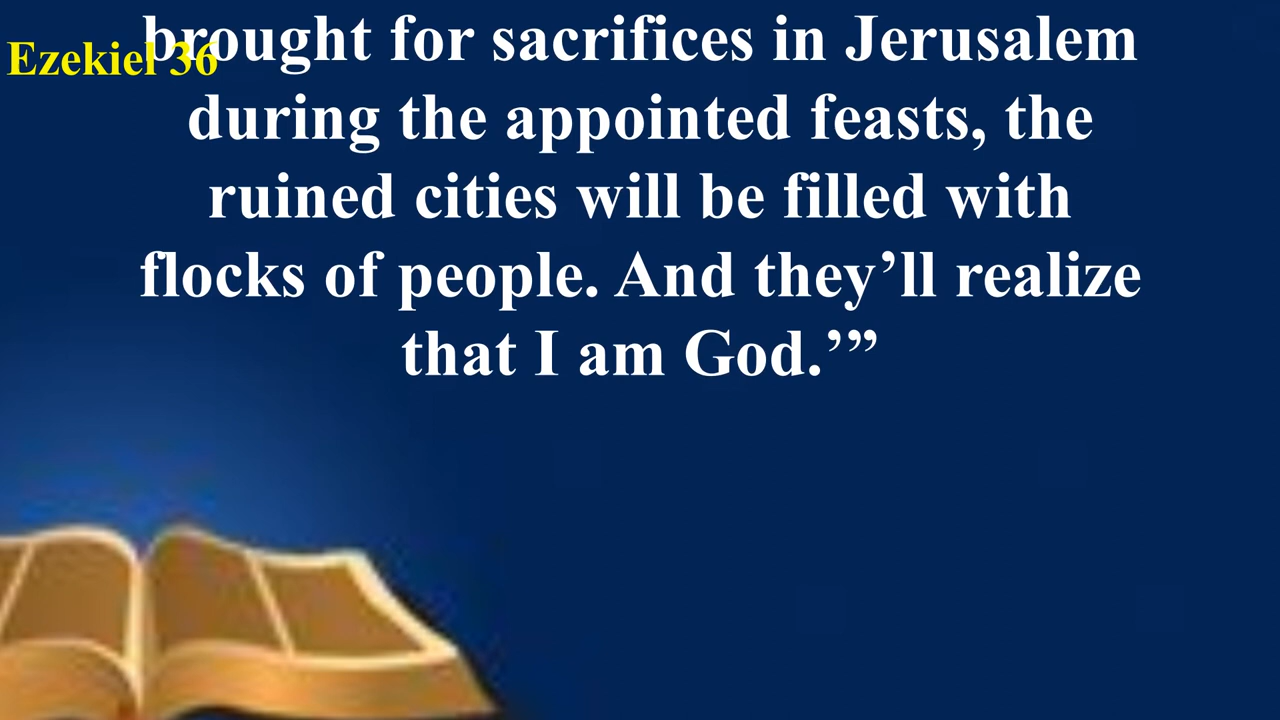 Ezekiel 36
brought for sacrifices in Jerusalem
during the appointed feasts, the
ruined cities will be filled with
flocks of people. And they’ll realize
that I am God.’”